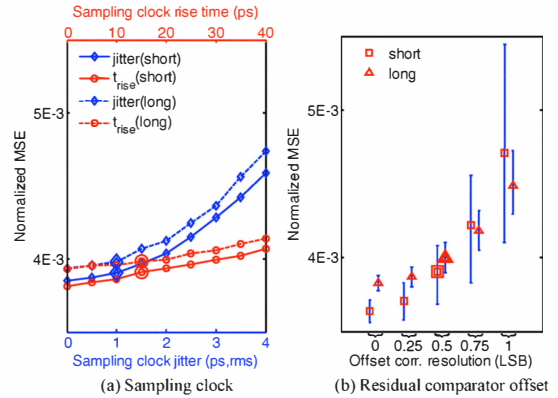 Sampling clock rise time (ps)
0 10 20 30 40
jitter(short)
trise(short)
jitter(long)
trise(long)
5E-3
4E-3
Normalized MSE
0 1 2 3 4
Sampling clock jitter (ps,rms)
(a) Sampling clock
short
long
5E-3
4E-3
Normalized MSE
0 0.25 0.5 0.75 1
Offset corr. resolution (LSB)
(b) Residual comparator offset